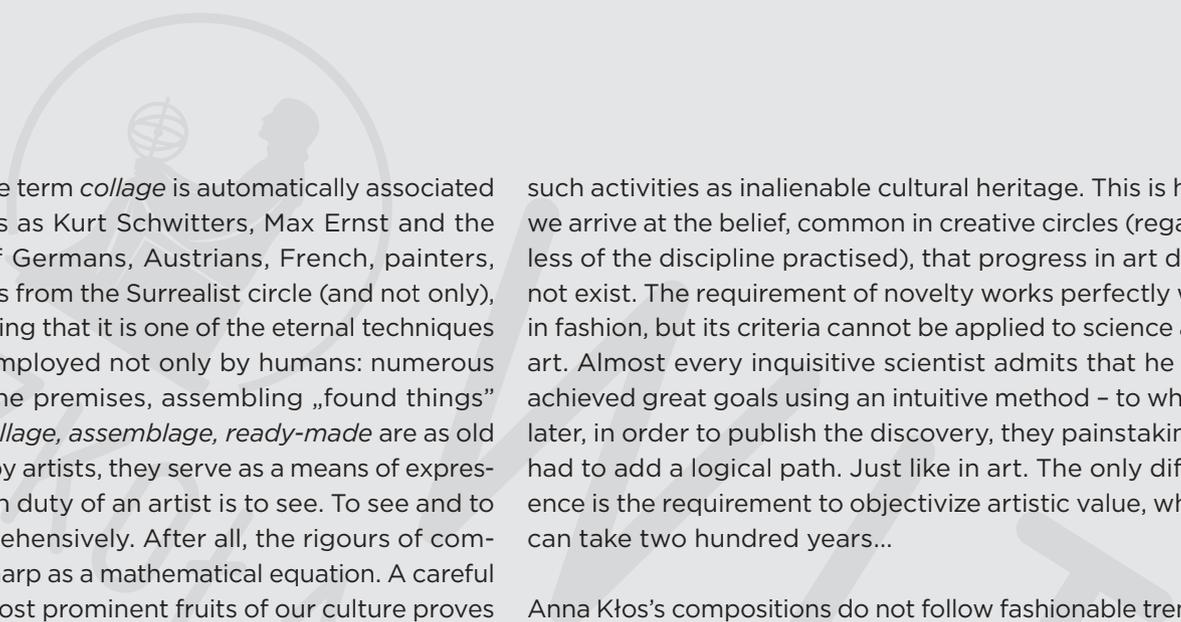 e term collage is automatically associated
s as Kurt Schwitters, Max Ernst and the
f Germans, Austrians, French, painters,
s from the Surrealist circle (and not only),
ing that it is one of the eternal techniques
mployed not only by humans: numerous
he premises, assembling „found things”
llage, assemblage, ready-made are as old
by artists, they serve as a means of expres-
n duty of an artist is to see. To see and to
ehensively. After all, the rigours of com-
harp as a mathematical equation. A careful
ost prominent fruits of our culture proves
such activities as inalienable cultural heritage. This is h
we arrive at the belief, common in creative circles (rega
less of the discipline practised), that progress in art d
not exist. The requirement of novelty works perfectly w
in fashion, but its criteria cannot be applied to science a
art. Almost every inquisitive scientist admits that he
achieved great goals using an intuitive method – to wh
later, in order to publish the discovery, they painstakin
had to add a logical path. Just like in art. The only dif
ence is the requirement to objectivize artistic value, wh
can take two hundred years...
Anna Kłos’s compositions do not follow fashionable tren